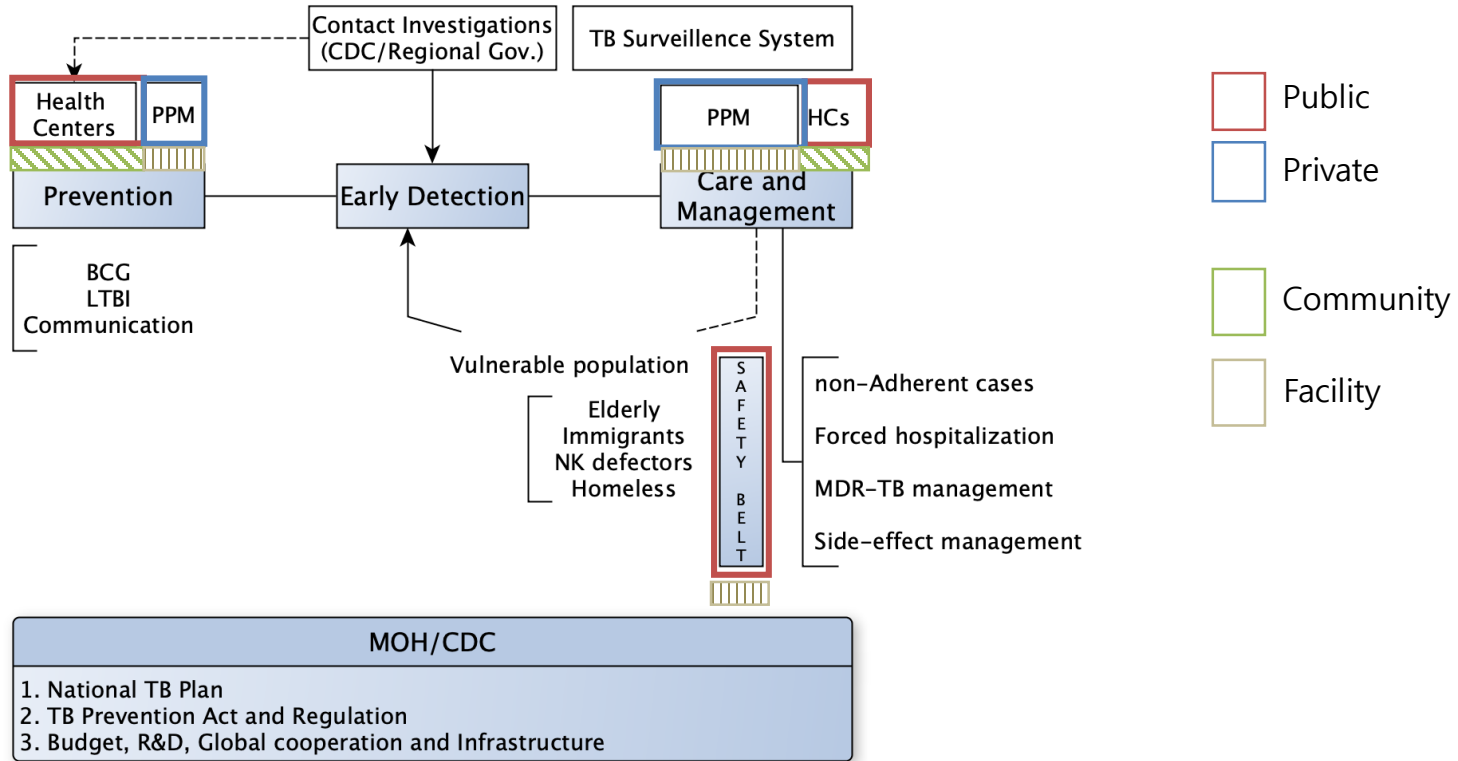 Contact Investigations
(CDC/Regional Gov.)
TB Surveillence System
Health
Centers
PPM
PPM
HCs
Prevention
Early Detection
Care and
Management
BCG
LTBI
Communication
Vulnerable population
Elderly
Immigrants
NK defectors
Homeless
S
A
F
E
T
Y
B
E
L
T
non-Adherent cases
Forced hospitalization
MDR-TB management
Side-effect management
MOH/CDC
1. National TB Plan
2. TB Prevention Act and Regulation
3. Budget, R&D, Global cooperation and Infrastructure
Public
Private
Community
Facility